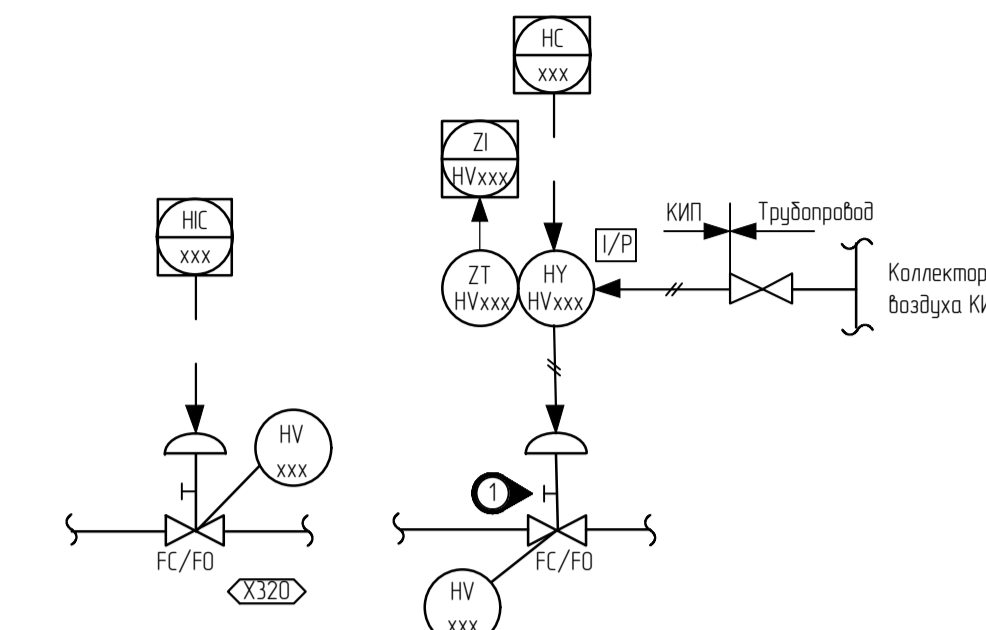 HC
xxx
ZI
HVxxx
HIC
xxx
КИП
Трубопровод
I/P
ZT
HVxxx
HY
HVxxx
Коллектор
воздуха
HV
xxx
1
FC/FO
FC/FO
X320
HV
xxx